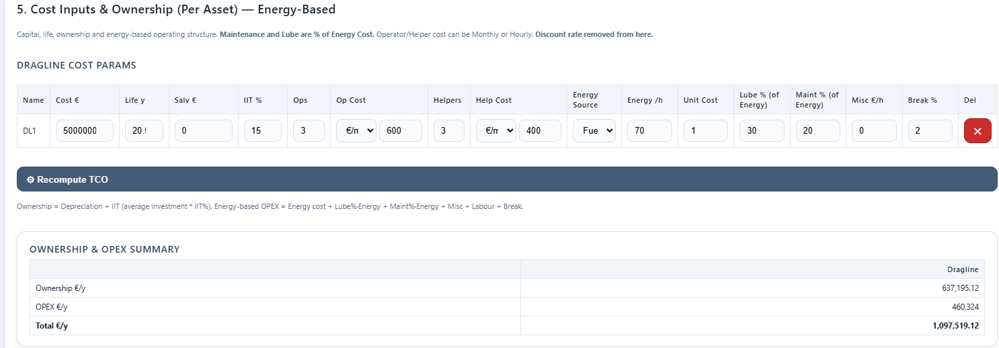 5. Cost Inputs & Ownership (Per Asset) — Energy-Based
Capital, life, ownership and energy-based operating structure. Maintenance and Lube are % of Energy Cost. Operator/Helper cost can be Monthly or Hourly. Discount rate removed from here.
DRAGLINE COST PARAMS
Name Cost € Life y Salv € IIT % Ops Op Cost Helpers Help Cost Energy Source Energy /h Unit Cost Lube % (of Energy) Maint % (of Energy) Misc €/h Break % Del
DL1 5000000 20. 0 15 3 €/m 600 3 €/m 400 Fue 70 1 30 20 0 2 ×
⚙ Recompute TCO
Ownership = Depreciation + IIT (average investment * IIT%). Energy-based OPEX = Energy cost + Lube%·Energy + Maint%·Energy + Misc + Labour + Break.
OWNERSHIP & OPEX SUMMARY
Dragline
Ownership €/y 637,195.12
OPEX €/y 460,324
Total €/y 1,097,519.12